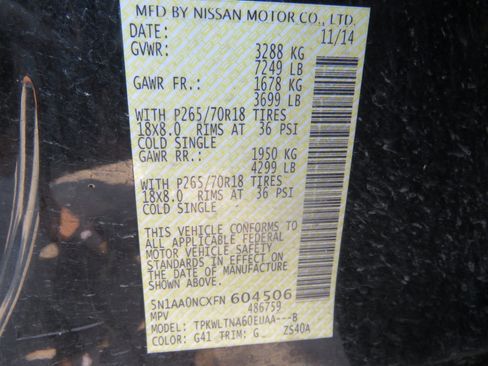 MFD BY NISSAN MOTOR CO., LTD.
DATE: 11/14
GVWR: 3288 KG
7249 LB
GAWR FR.: 1678 KG
3699 LB
WITH P265/70R18 TIRES
18X8.0 RIMS AT 36 PSI
COLD SINGLE
GAWR RR.: 1950 KG
4299 LB
WITH P265/70R18 TIRES
18X8.0 RIMS AT 36 PSI
COLD SINGLE
THIS VEHICLE CONFORMS TO
ALL APPLICABLE FEDERAL
MOTOR VEHICLE SAFETY
STANDARDS IN EFFECT ON
THE DATE OF MANUFACTURE
SHOWN ABOVE.
5N1AA0NCXFN604506
MPV 486759
MODEL: TPKWLTNA60EUAA---B
COLOR: G41 TRIM: G ZS40A